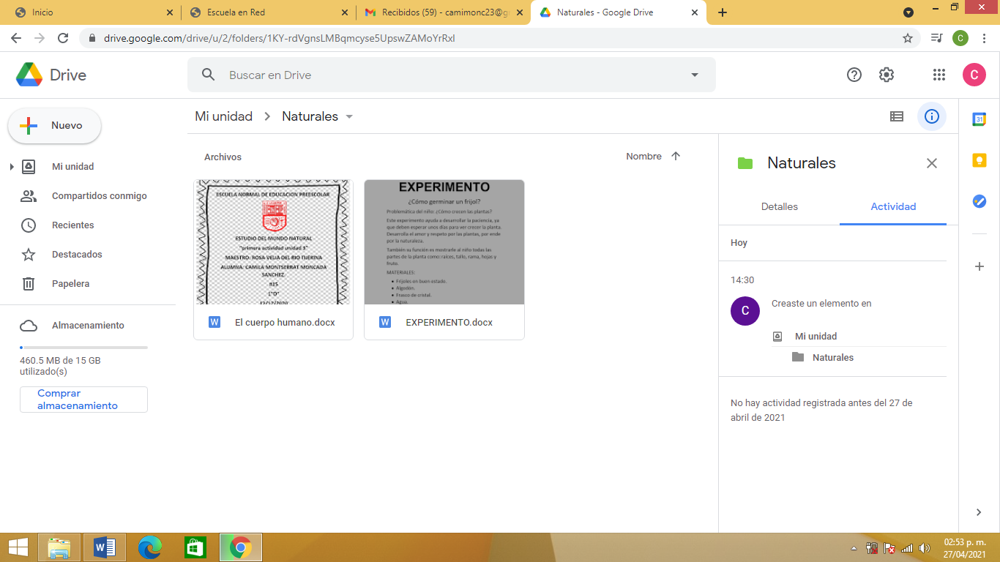 Inicio
Escuela en Red
Recibidos (59) - camimonc23@g
Naturales - Google Drive
drive.google.com/drive/u/2/folders/1KY-rdVgnsLMBqmcyse5UpswZAMoYrRxI
C
Drive
Buscar en Drive
C
Nuevo
Mi unidad
Compartidos conmigo
Recientes
Destacados
Papelera
Almacenamiento
460.5 MB de 15 GB
utilizado(s)
Comprar
almacenamiento
Mi unidad
Naturales
Archivos
Nombre
ESCUELA NORMAL DE EDUCACION PREESCOLAR
ESTUDIO DEL MUNDO NATURAL
"primera actividad unidad 3"
MAESTRO: ROSA VELIA DEL RIO TIJERINA
ALUMNA: CAMILA MONTSERRAT MONCADA
SANCHEZ.
#15
1°D"
12/12/2020
W
El cuerpo humano.docx
EXPERIMENTO
¿Cómo germinar un frijol?
Problemática del niño: ¿Cómo crecen las plantas?
Este experimento ayuda a desarrollar la paciencia, ya
que deben esperar unos días para ver crecer la planta.
Desarrolla el amor y respeto por las plantas, por ende
por la naturaleza.
También su función es mostrarle al niño todas las
partes de la planta como: raíces, tallo, rama, hojas y
fruto.
MATERIALES:
Frijoles en buen estado.
Algodón.
Frasco de cristal.
Agua.
W
EXPERIMENTO.docx
Naturales
Detalles
Actividad
Hoy
14:30
C
Creaste un elemento en
Mi unidad
Naturales
No hay actividad registrada antes del 27 de
abril de 2021
31
02:53 p. m.
27/04/2021